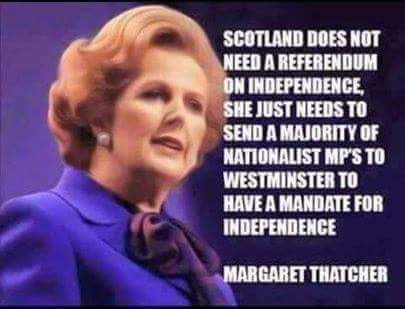 SCOTLAND DOES NOT
NEED A REFERENDUM
ON INDEPENDENCE,
SHE JUST NEEDS TO
SEND A MAJORITY OF
NATIONALIST MP'S TO
WESTMINSTER TO
HAVE A MANDATE FOR
INDEPENDENCE
MARGARET THATCHER